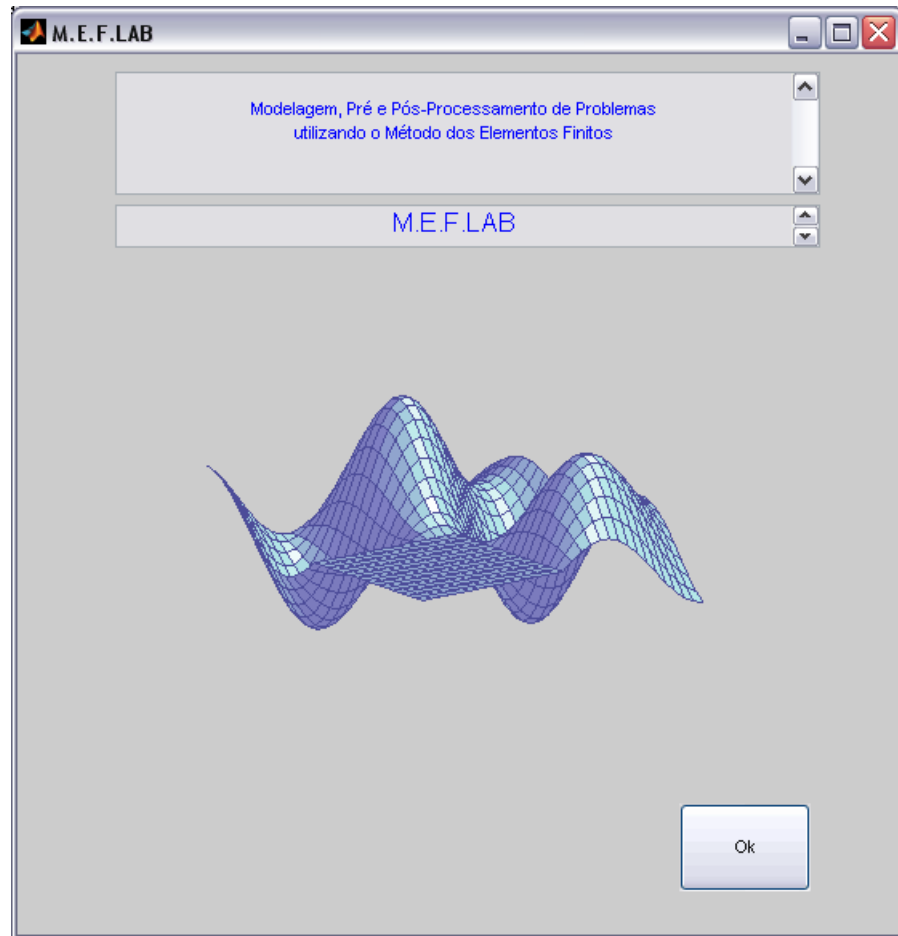 M.E.F.LAB
Modelagem, Pré e Pós-Processamento de Problemas
utilizando o Método dos Elementos Finitos
M.E.F.LAB
Ok